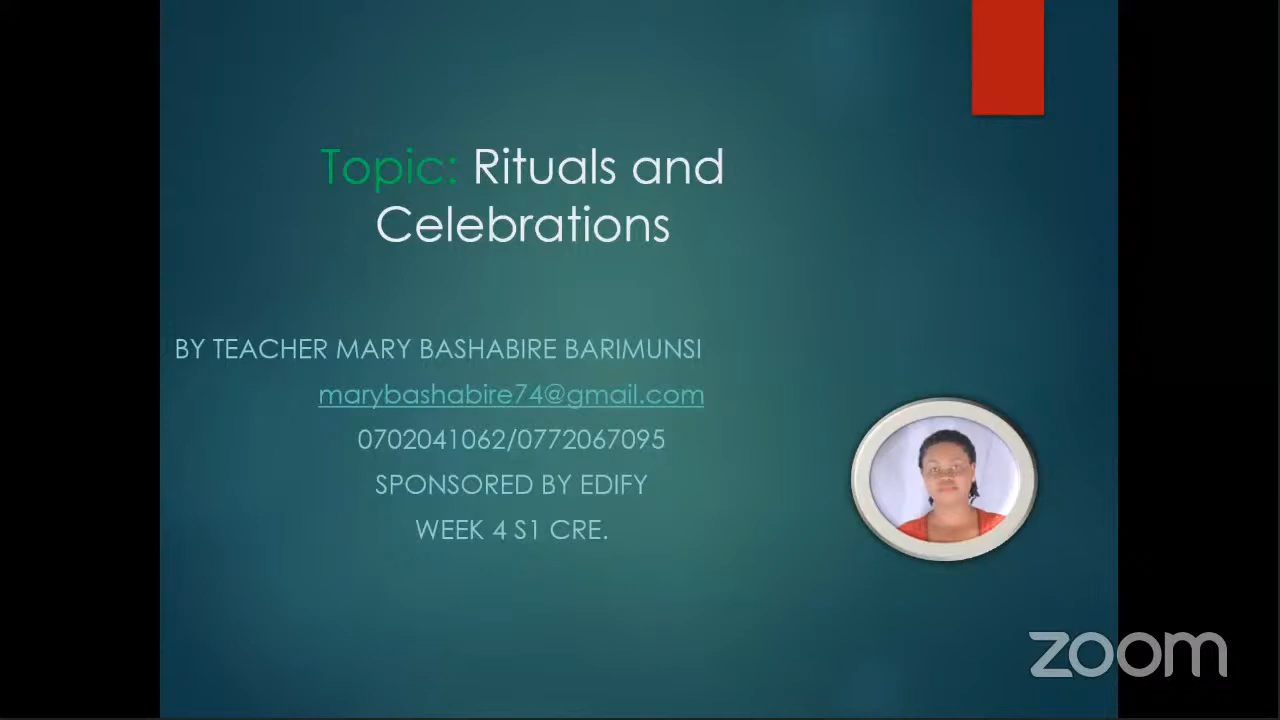 Topic: Rituals and
Celebrations
BY TEACHER MARY BASHABIRE BARIMUNSI
marybashabire74@gmail.com
0702041062/0772067095
SPONSORED BY EDIFY
WEEK 4 S1 CRE.
zoom